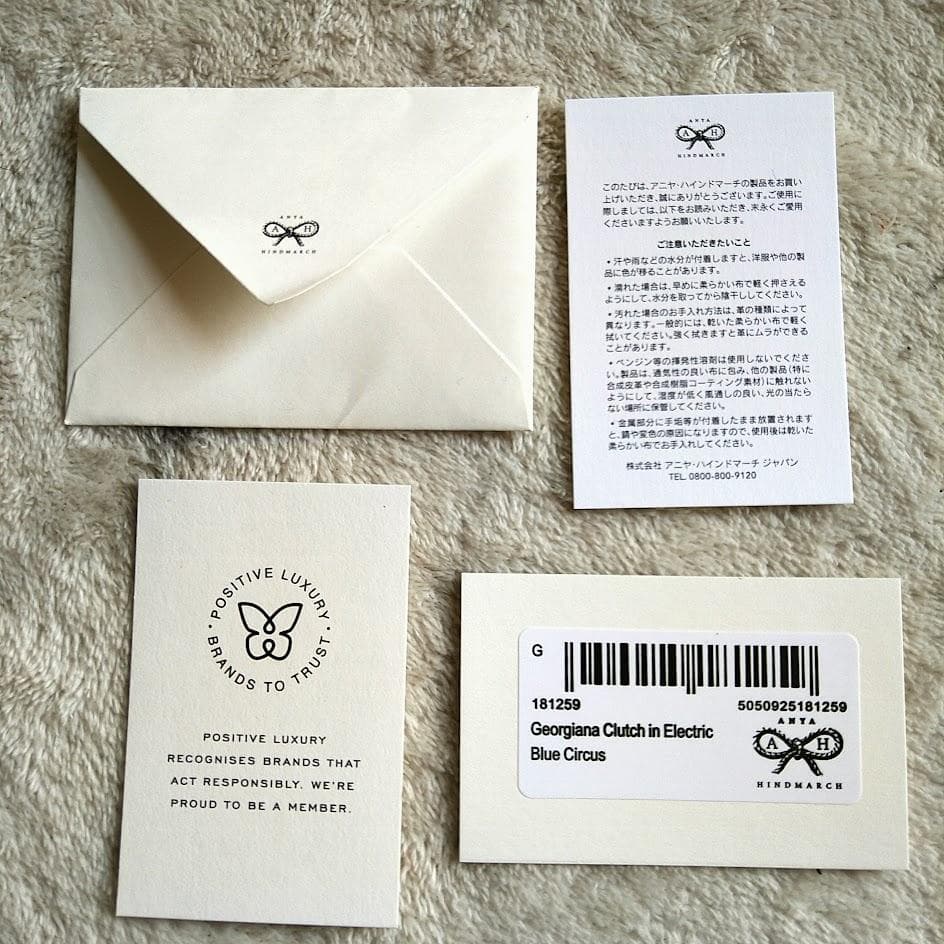 ANYA
A H
HINDMARCH
ANYA
A H
HINDMARCH
このたびは、アニヤ・ハインドマーチの製品をお買い
上げいただき、誠にありがとうございます。ご使用に
際しましては、以下をお読みいただき、末永くご愛用
くださいますようお願いいたします。
ご注意いただきたいこと
・汗や雨などの水分が付着しますと、洋服や他の製
品に色が移ることがあります。
・濡れた場合は、早めに柔らかい布で軽く押さえる
ようにして、水分を取ってから陰干ししてください。
・汚れた場合のお手入れ方法は、革の種類によって
異なります。一般的には、乾いた柔らかい布で軽く
拭いてください。強く拭きますと革にムラができる
ことがあります。
・ベンジン等の揮発性溶剤は使用しないでくださ
い。製品は、通気性の良い布に包み、他の製品（特に
合成皮革や合成樹脂コーティング素材）に触れない
ようにして、湿度が低く風通しの良い、光の当たら
ない場所に保管してください。
・金属部分に手垢等が付着したまま放置されます
と、錆や変色の原因になりますので、使用後は乾いた
柔らかい布でお手入れしてください。
株式会社 アニヤ・ハインドマーチ ジャパン
TEL. 0800-800-9120
POSITIVE LUXURY
• BRANDS TO TRUST •
POSITIVE LUXURY
RECOGNISES BRANDS THAT
ACT RESPONSIBLY. WE'RE
PROUD TO BE A MEMBER.
G
181259 5050925181259
Georgiana Clutch in Electric
Blue Circus
ANYA
A H
HINDMARCH